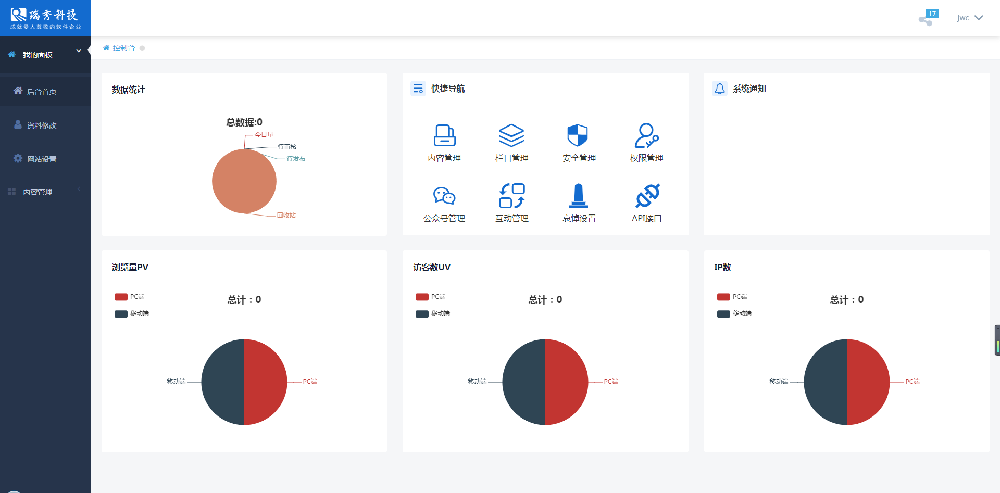 瑞秀科技
成就受人尊敬的软件企业
17
jwc
我的面板
控制台
后台首页
资料修改
网站设置
内容管理
数据统计
总数据:0
今日量
待审核
待发布
回收站
快捷导航
内容管理
栏目管理
安全管理
权限管理
公众号管理
互动管理
哀悼设置
API接口
系统通知
浏览量PV
PC端
移动端
总计：0
移动端
PC端
访客数UV
PC端
移动端
总计：0
移动端
PC端
IP数
PC端
移动端
总计：0
移动端
PC端